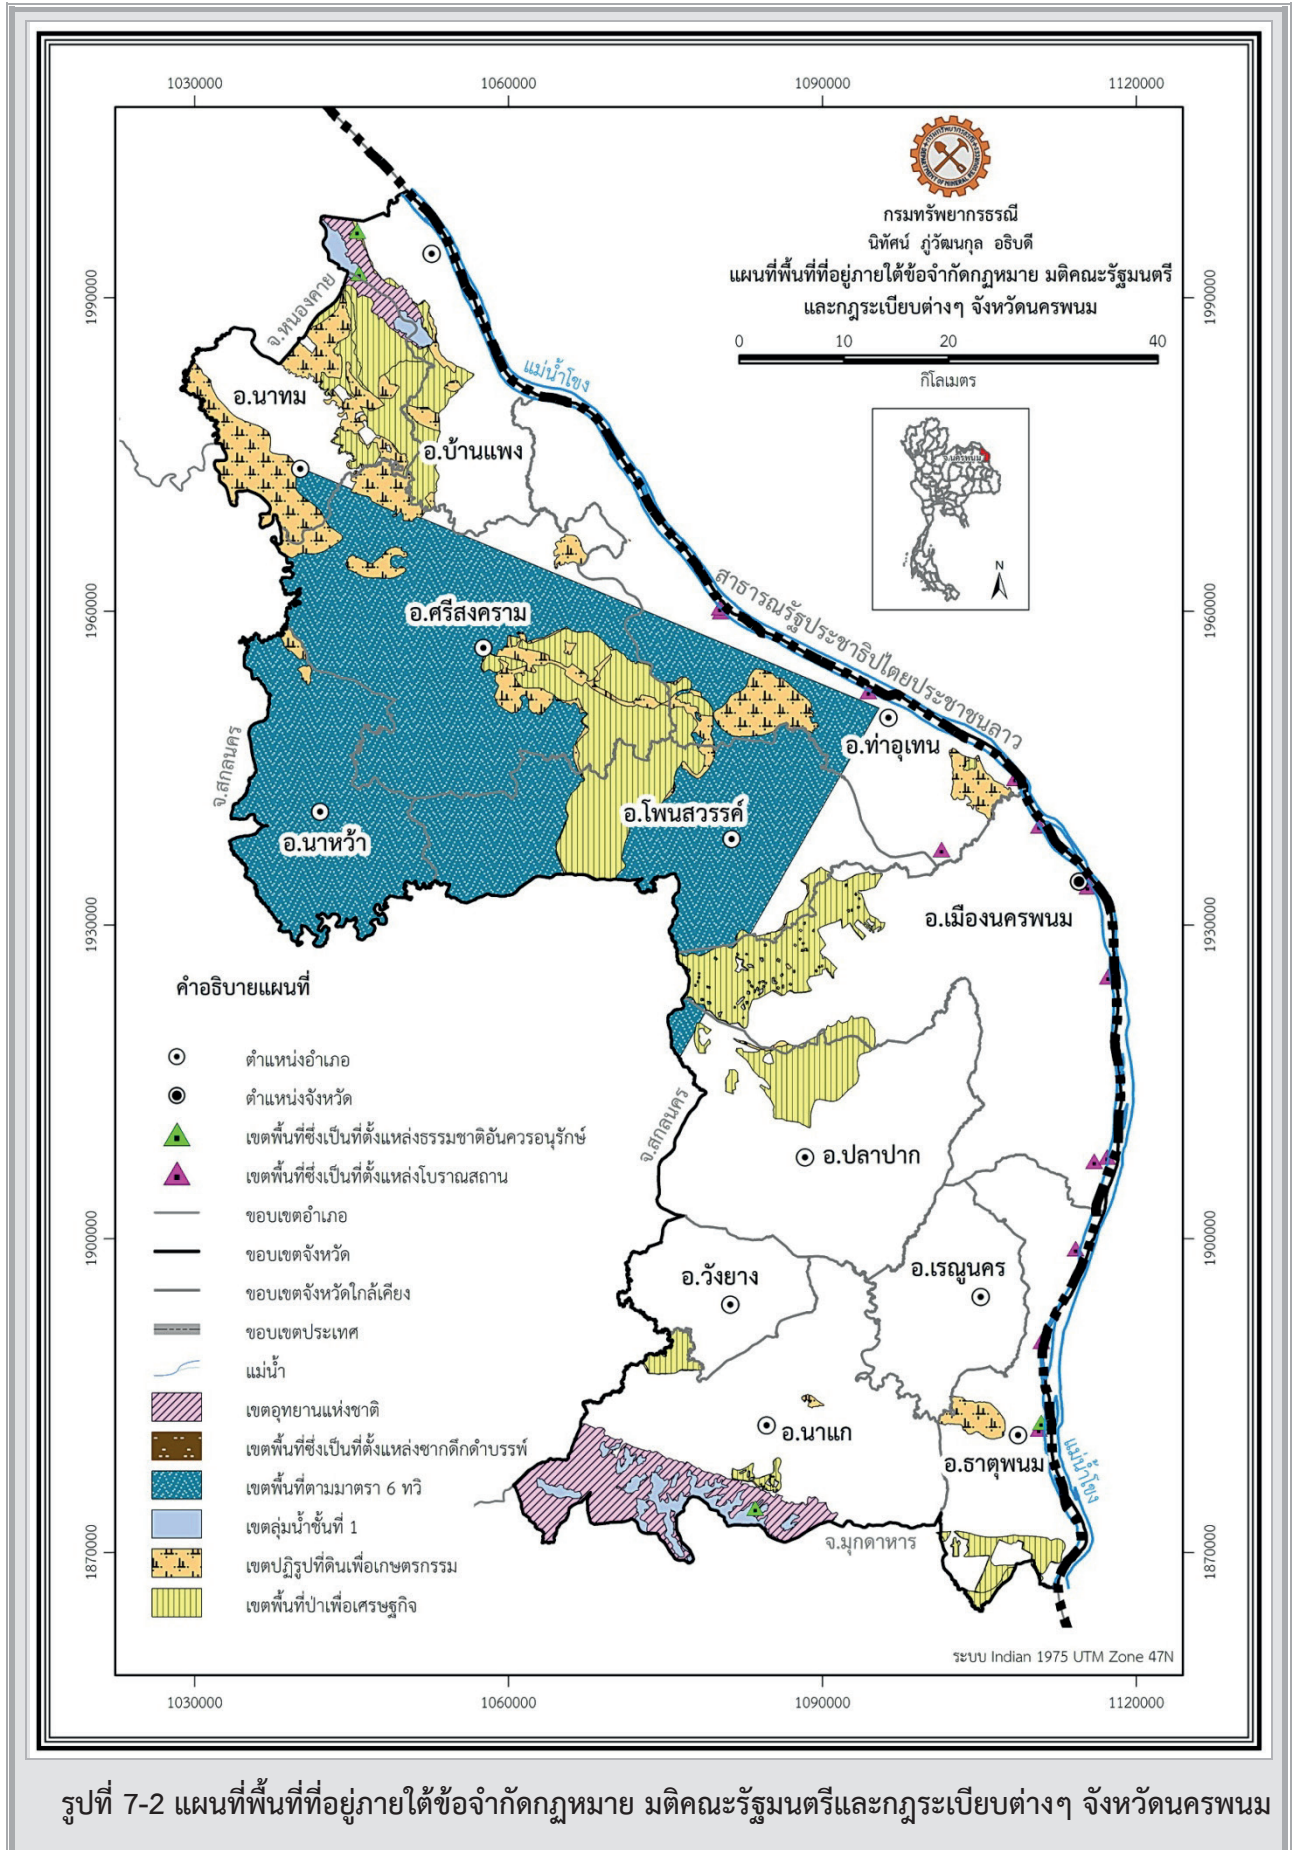 1030000 1060000 1090000 1120000
กรมทรัพยากรธรณี
DEPARTMENT OF MINERAL RESOURCES
กรมทรัพยากรธรณี
นิทัศน์ ภู่วัฒนกุล อธิบดี
แผนที่พื้นที่ที่อยู่ภายใต้ข้อจำกัดกฎหมาย มติคณะรัฐมนตรี
และกฎระเบียบต่างๆ จังหวัดนครพนม
0 10 20 40
กิโลเมตร
1990000 1990000
จ.หนองคาย
แม่น้ำโขง
อ.นาทม
อ.บ้านแพง
จ.นครพนม
N
สาธารณรัฐประชาธิปไตยประชาชนลาว
1960000 1960000
อ.ศรีสงคราม
จ.สกลนคร
อ.ท่าอุเทน
อ.โพนสวรรค์
อ.นาหว้า
1930000 1930000
อ.เมืองนครพนม
คำอธิบายแผนที่
ตำแหน่งอำเภอ
ตำแหน่งจังหวัด
เขตพื้นที่ซึ่งเป็นที่ตั้งแหล่งธรรมชาติอันควรอนุรักษ์
เขตพื้นที่ซึ่งเป็นที่ตั้งแหล่งโบราณสถาน
ขอบเขตอำเภอ
ขอบเขตจังหวัด
ขอบเขตจังหวัดใกล้เคียง
ขอบเขตประเทศ
แม่น้ำ
เขตอุทยานแห่งชาติ
เขตพื้นที่ซึ่งเป็นที่ตั้งแหล่งซากดึกดำบรรพ์
เขตพื้นที่ตามมาตรา 6 ทวิ
เขตลุ่มน้ำชั้นที่ 1
เขตปฏิรูปที่ดินเพื่อเกษตรกรรม
เขตพื้นที่ป่าเพื่อเศรษฐกิจ
จ.สกลนคร
อ.ปลาปาก
1900000 1900000
อ.วังยาง
อ.เรณูนคร
อ.นาแก
อ.ธาตุพนม
แม่น้ำโขง
จ.มุกดาหาร
1870000 1870000
ระบบ Indian 1975 UTM Zone 47N
1030000 1060000 1090000 1120000
รูปที่ 7-2 แผนที่พื้นที่ที่อยู่ภายใต้ข้อจำกัดกฎหมาย มติคณะรัฐมนตรีและกฎระเบียบต่างๆ จังหวัดนครพนม